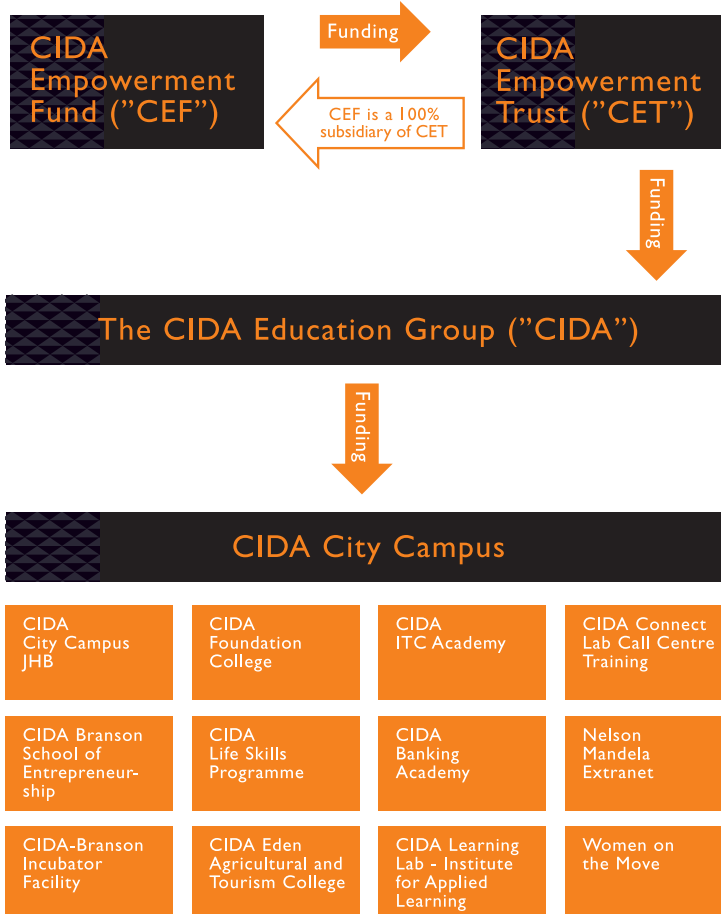 CIDA
Empowerment
Fund ("CEF")
Funding
CEF is a 100%
subsidiary of CET
CIDA
Empowerment
Trust ("CET")
Funding
The CIDA Education Group ("CIDA")
Funding
CIDA City Campus
CIDA
City Campus
JHB
CIDA
Foundation
College
CIDA
ITC Academy
CIDA Connect
Lab Call Centre
Training
CIDA Branson
School of
Entrepreneur-
ship
CIDA
Life Skills
Programme
CIDA
Banking
Academy
Nelson
Mandela
Extranet
CIDA-Branson
Incubator
Facility
CIDA Eden
Agricultural and
Tourism College
CIDA Learning
Lab - Institute
for Applied
Learning
Women on
the Move